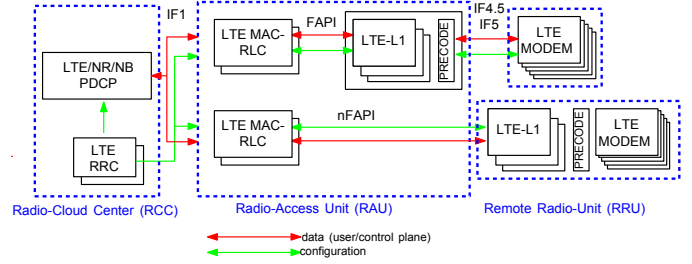 IF1
FAPI
IF4.5
IF5
LTE/NR/NB
PDCP
LTE
RRC
LTE MAC-
RLC
LTE-L1
PRECODE
LTE
MODEM
nFAPI
LTE MAC-
RLC
LTE-L1
PRECODE
LTE
MODEM
Radio-Cloud Center (RCC)
Radio-Access Unit (RAU)
Remote Radio-Unit (RRU)
data (user/control plane)
configuration